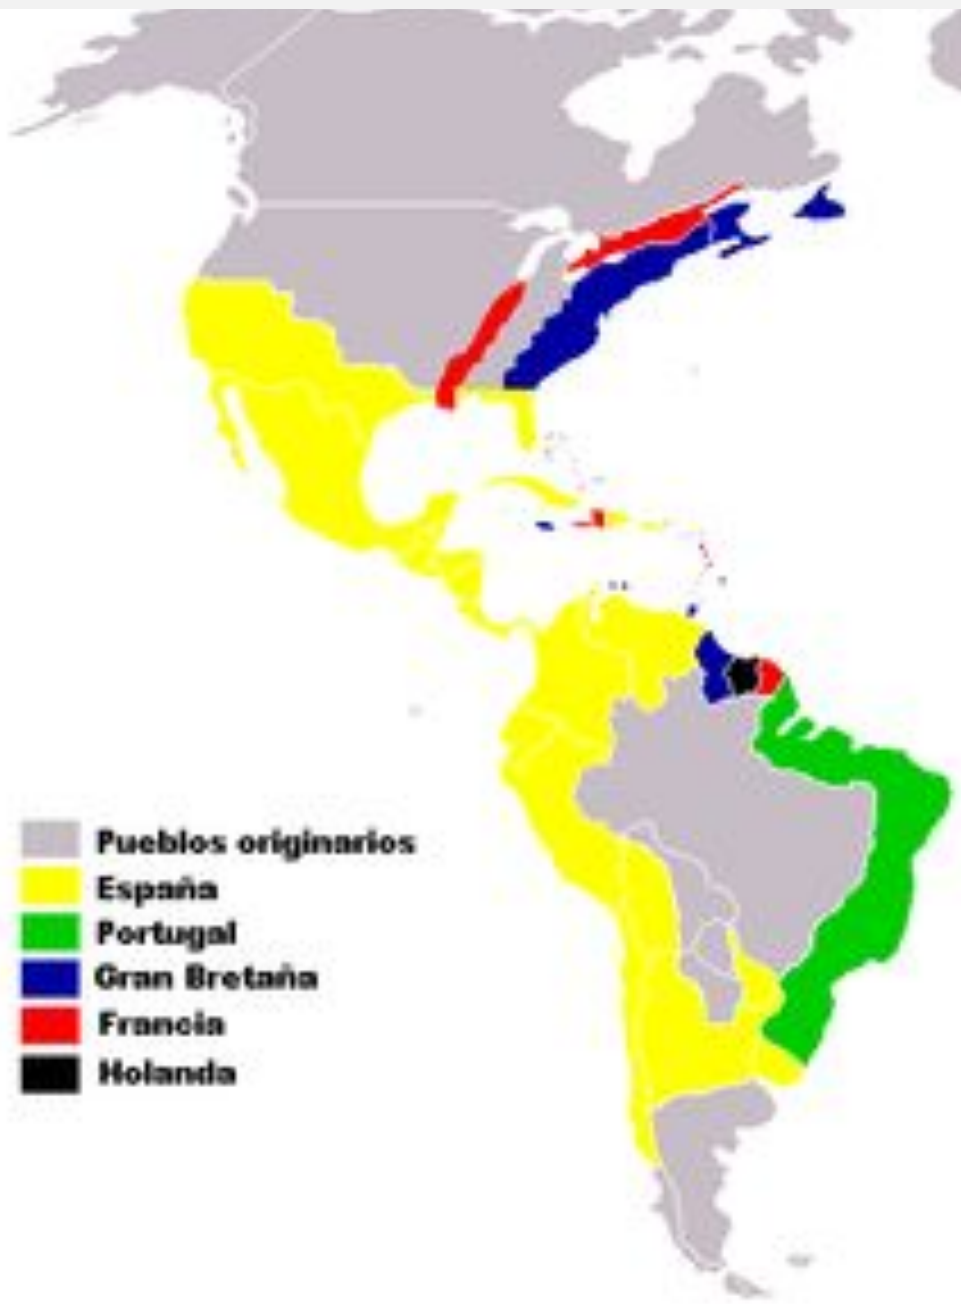 Pueblos originarios
España
Portugal
Gran Bretaña
Francia
Holanda